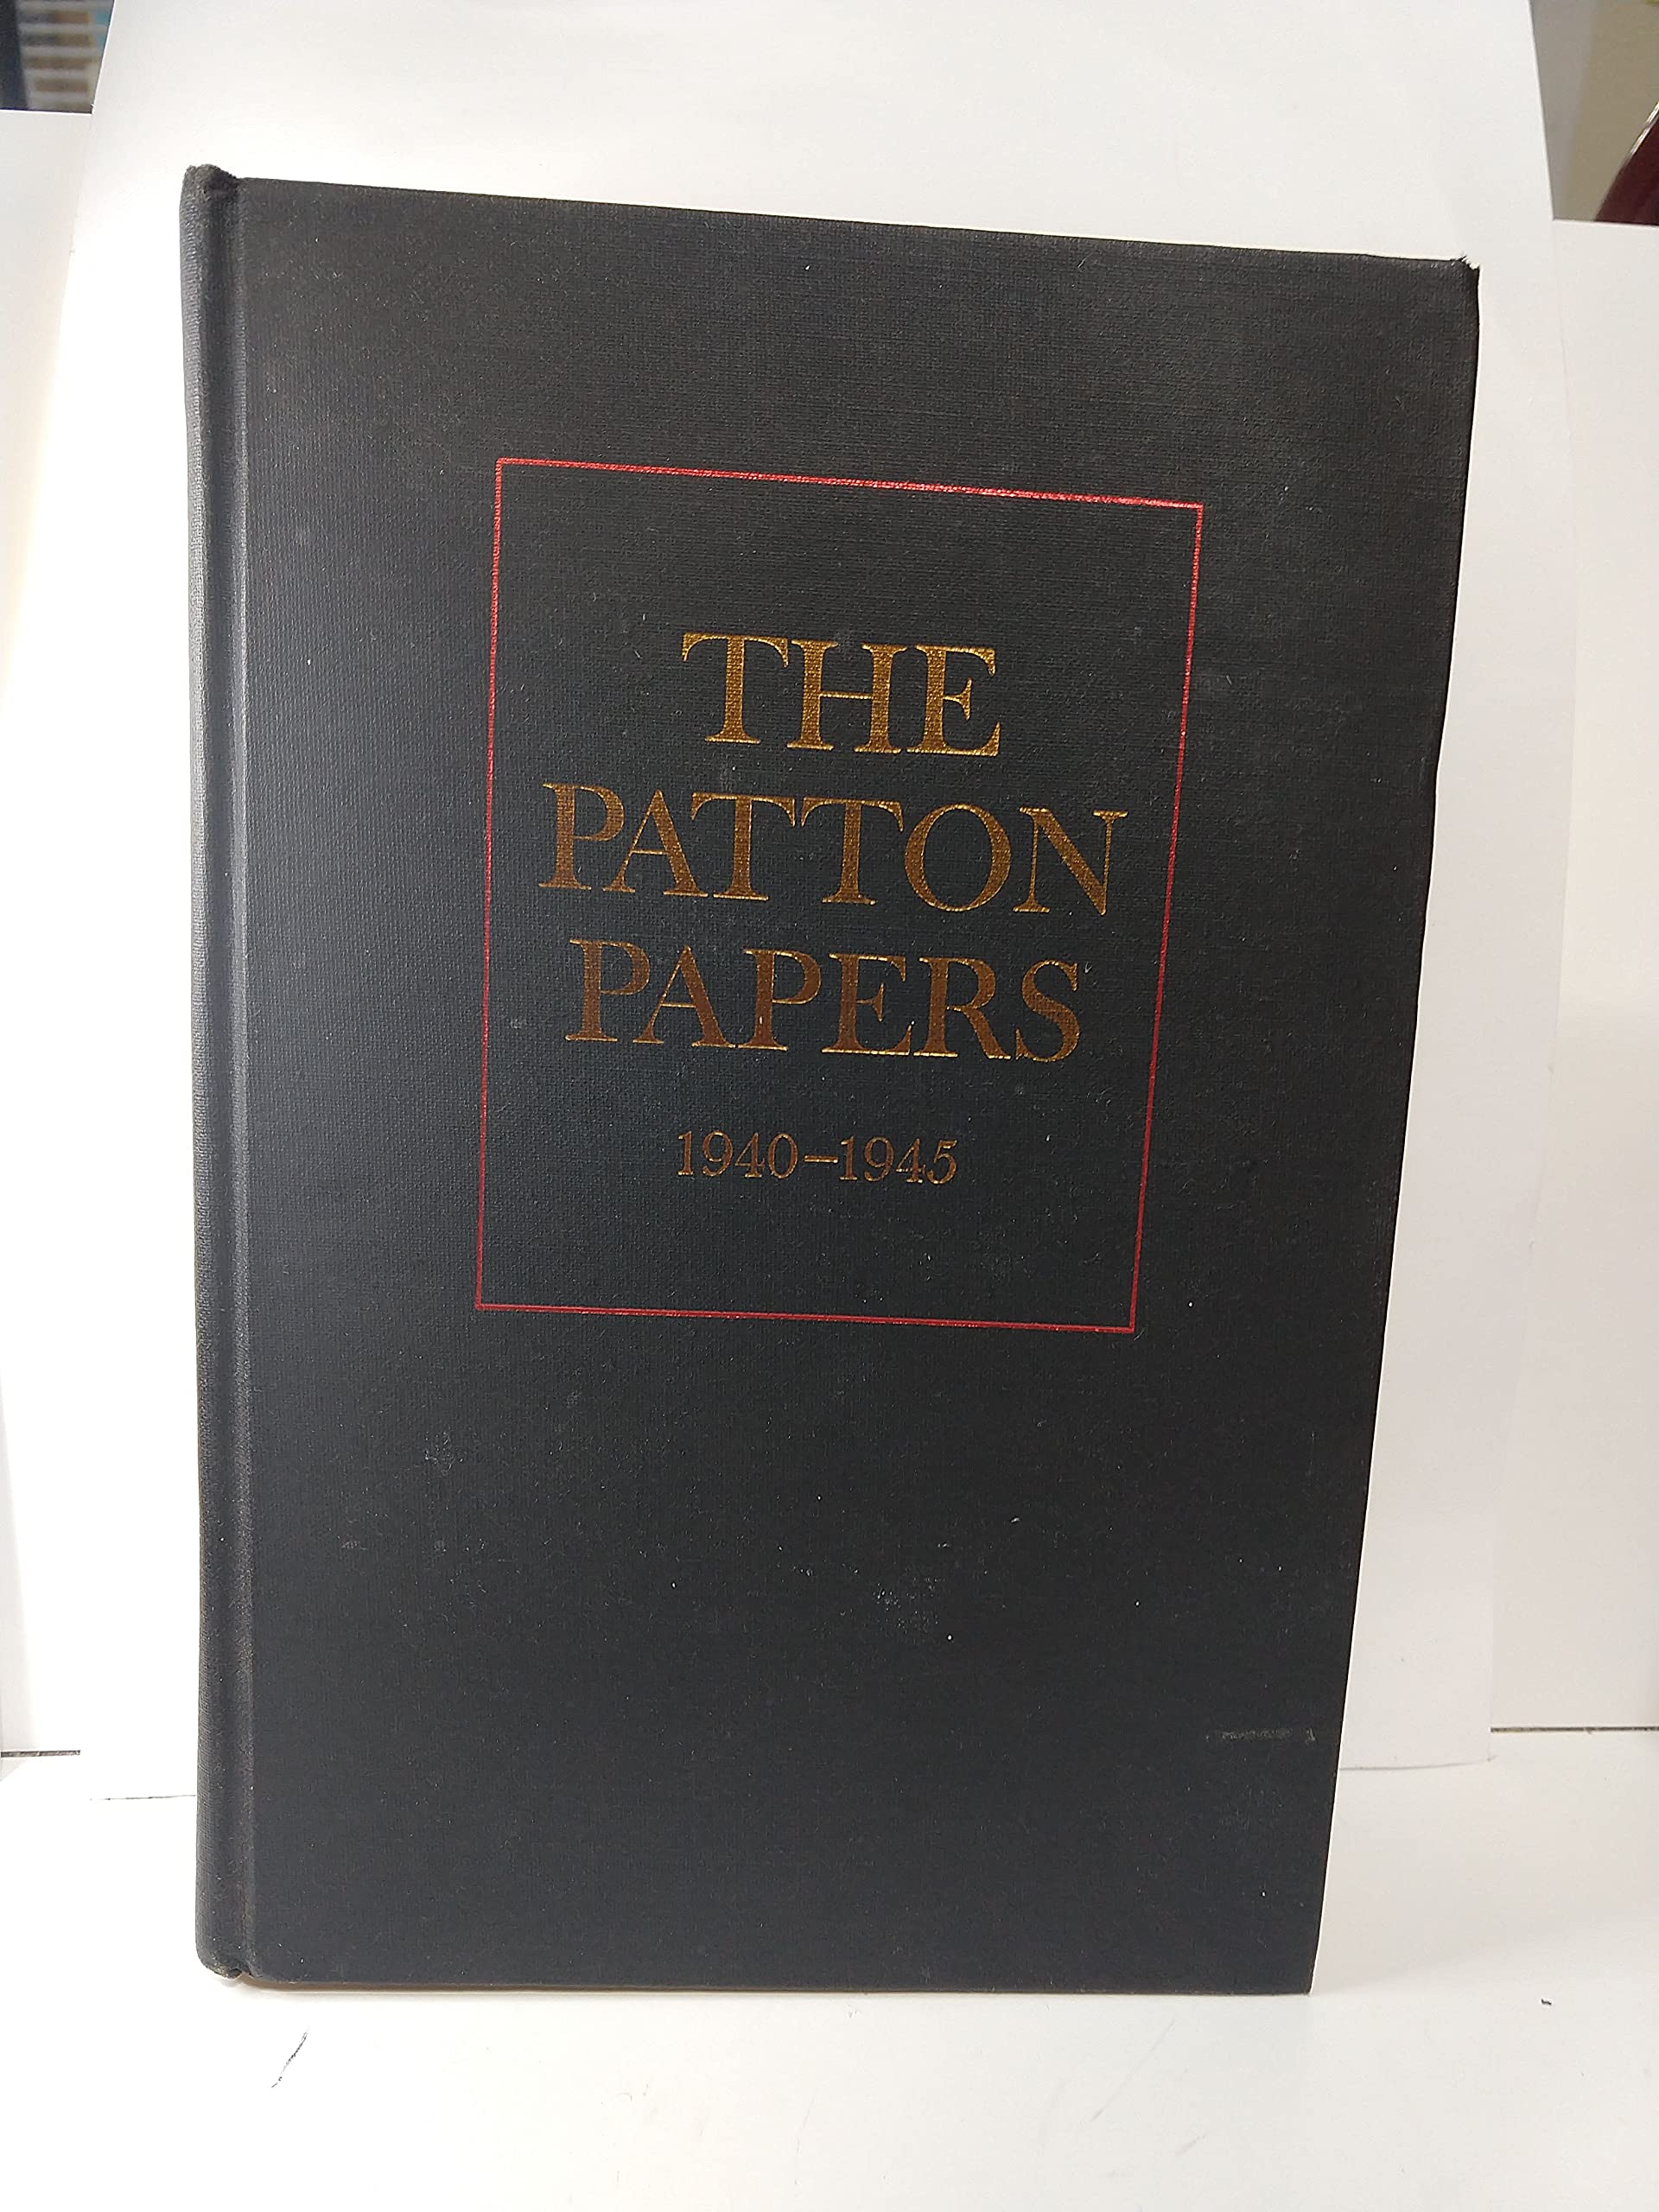 THE
PATTON
PAPERS
1940–1945